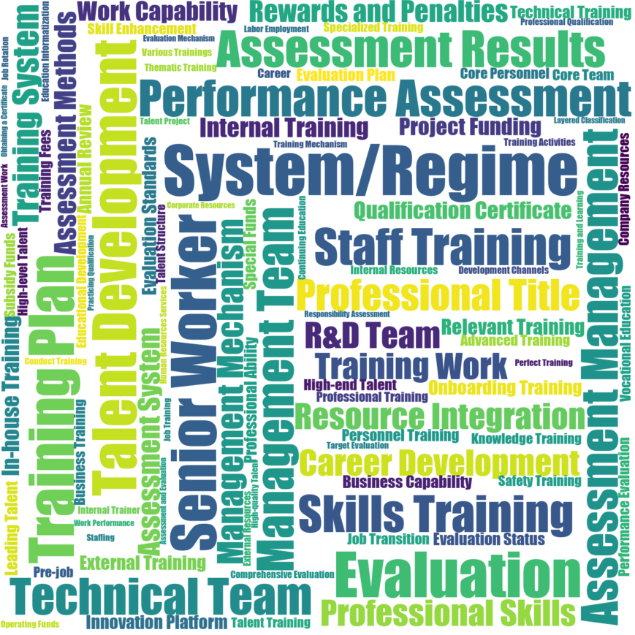 Work Capability
Rewards and Penalties
Technical Training
Professional Qualification
Skill Enhancement
Labor Employment
Specialized Training
Evaluation Mechanism
Assessment Results
Various Trainings
Thematic Training
Career
Evaluation Plan
Core Personnel
Core Team
Performance Assessment
Talent Project
Internal Training
Project Funding
Layered Classification
Training Mechanism
Training Activities
System/Regime
Job Rotation
Education Informatization
Training System
Assessment Methods
Obtaining a Certificate
Training Fees
Annual Review
Talent Development
Assessment Work
Evaluation Standards
Talent Structure
Corporate Resources
Special Funds
Continuing Education
Qualification Certificate
Training and Learning
Company Resources
Staff Training
Internal Resources
Development Channels
Professional Title
Responsibility Assessment
Subsidy Funds
High-level Talent
Educational Development
Practicing Qualification
Training Plan
Senior Worker
Management Mechanism
Management Team
Human Resources Services
R&D Team
Relevant Training
Advanced Training
Assessment Management
Vocational Education
Training Work
Perfect Training
High-end Talent
Onboarding Training
Professional Training
In-House Training
Conduct Training
Business Training
Assessment System
Job Training
Professional Ability
Resource Integration
Personnel Training
Knowledge Training
Target Evaluation
Career Development
Business Capability
Safety Training
Leading Talent
Internal Trainer
Work Performance
Staffing
Assessment and Evaluation
External Resources
High-quality Talent
Skills Training
Performance Evaluation
Job Transition
Evaluation Status
External Training
Pre-job
Comprehensive Evaluation
Evaluation
Technical Team
Professional Skills
Operating Funds
Innovation Platform
Talent Training